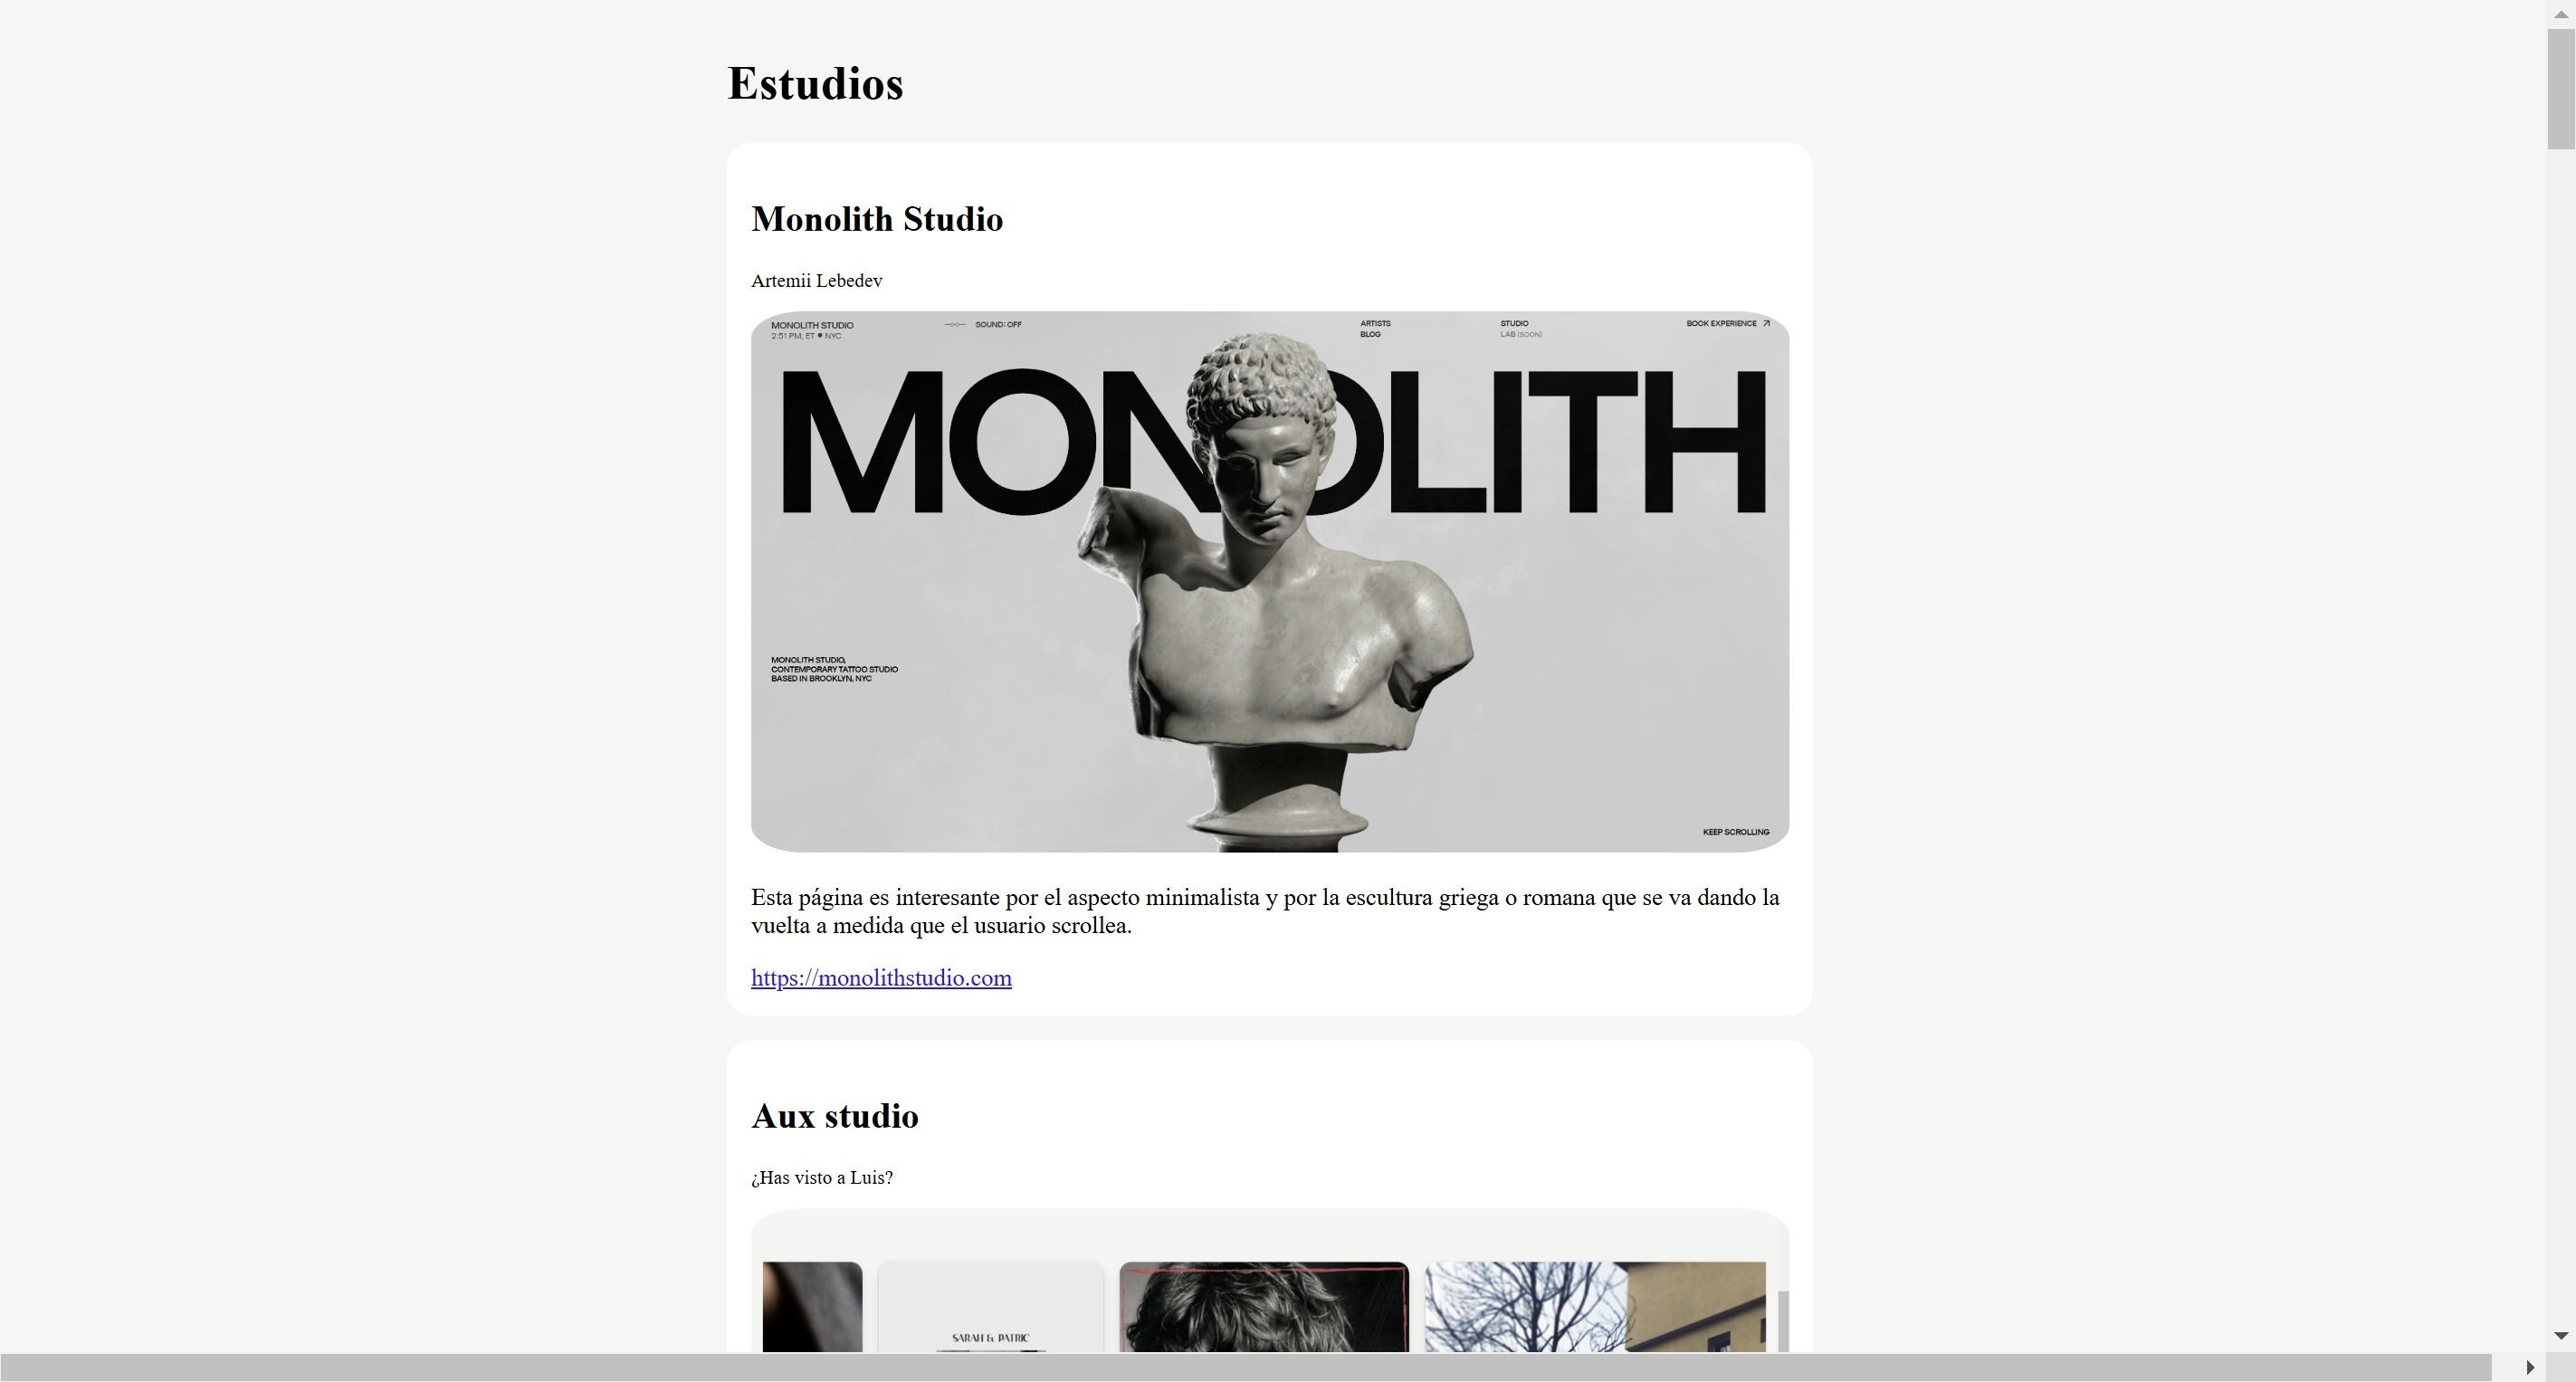 Estudios
Monolith Studio
Artemii Lebedev
MONOLITH STUDIO
2:51 PM, ET ● NYC
SOUND: OFF
ARTISTS
BLOG
STUDIO
LAB (SOON)
BOOK EXPERIENCE
MONOLITH
MONOLITH STUDIO,
CONTEMPORARY TATTOO STUDIO
BASED IN BROOKLYN, NYC
KEEP SCROLLING
Esta página es interesante por el aspecto minimalista y por la escultura griega o romana que se va dando la
vuelta a medida que el usuario scrollea.
https://monolithstudio.com
Aux studio
¿Has visto a Luis?
SARAH & PATRIC